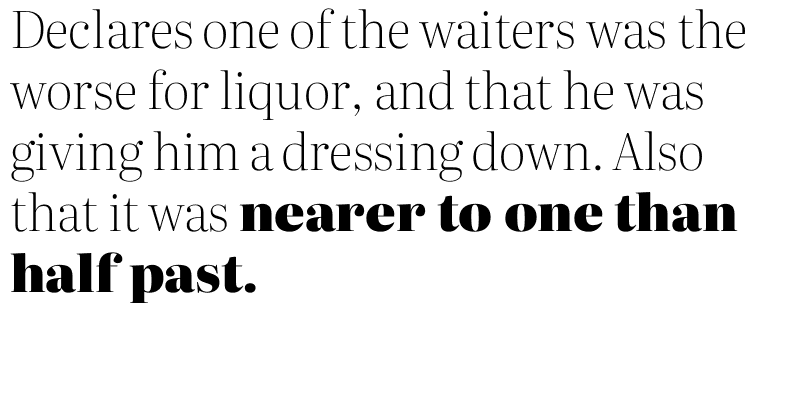 Declares one of the waiters was the
worse for liquor, and that he was
giving him a dressing down. Also
that it was nearer to one than
half past.